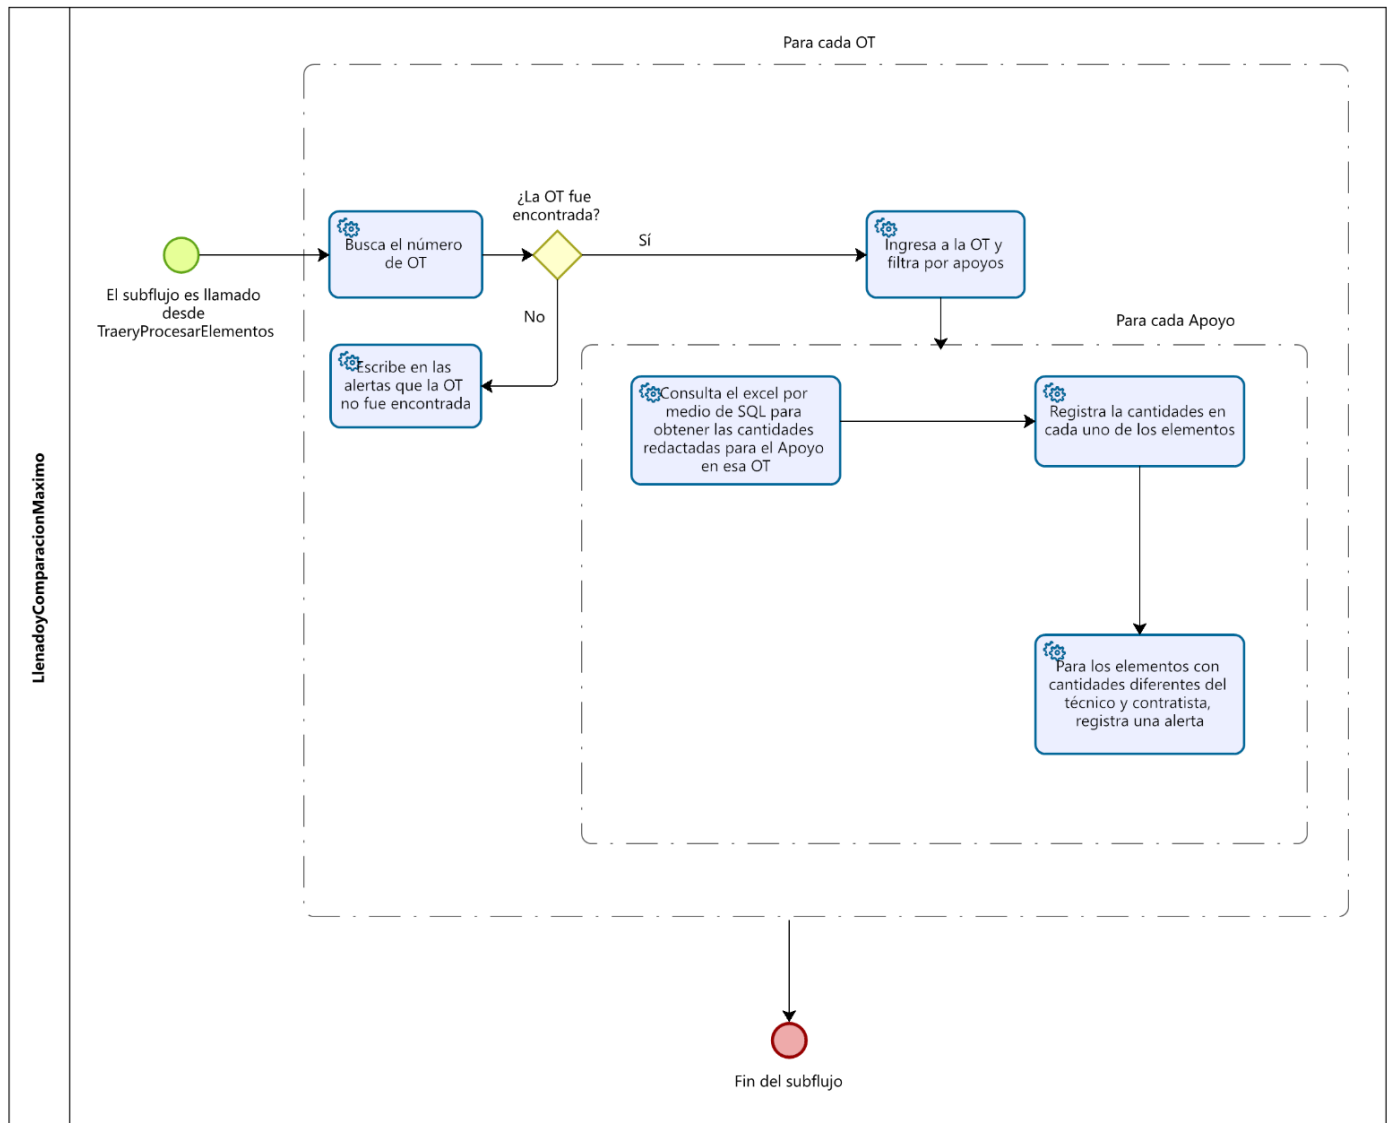 Para cada OT
¿La OT fue
encontrada?
Busca el número
de OT
Sí
Ingresa a la OT y
filtra por apoyos
El subflujo es llamado
desde
TraeryProcesarElementos
No
Para cada Apoyo
Escribe en las
alertas que la OT
no fue encontrada
Consulta el excel por
medio de SQL para
obtener las cantidades
redactadas para el Apoyo
en esa OT
Registra la cantidades en
cada uno de los elementos
LlenadoyComparacionMaximo
Para los elementos con
cantidades diferentes del
técnico y contratista,
registra una alerta
Fin del subflujo